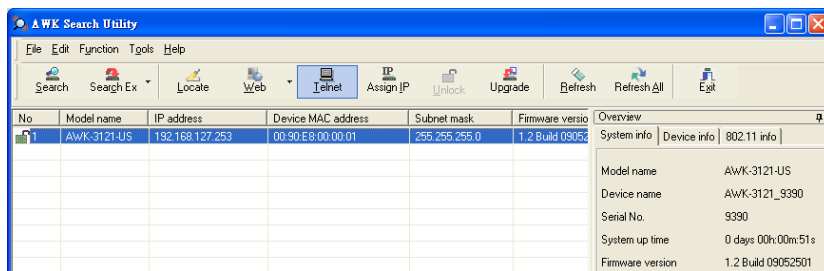 AWK Search Utility
File Edit Function Tools Help
Search Search Ex Locate Web Telnet Assign IP Unlock Upgrade Refresh Refresh All Exit
IP
No Model name IP address Device MAC address Subnet mask Firmware versio
1 AWK-3121-US 192.168.127.253 00:90:E8:00:00:01 255.255.255.0 1.2 Build 09052
Overview
System info Device info 802.11 info
Model name AWK-3121-US
Device name AWK-3121_9390
Serial No. 9390
System up time 0 days 00h:00m:51s
Firmware version 1.2 Build 09052501